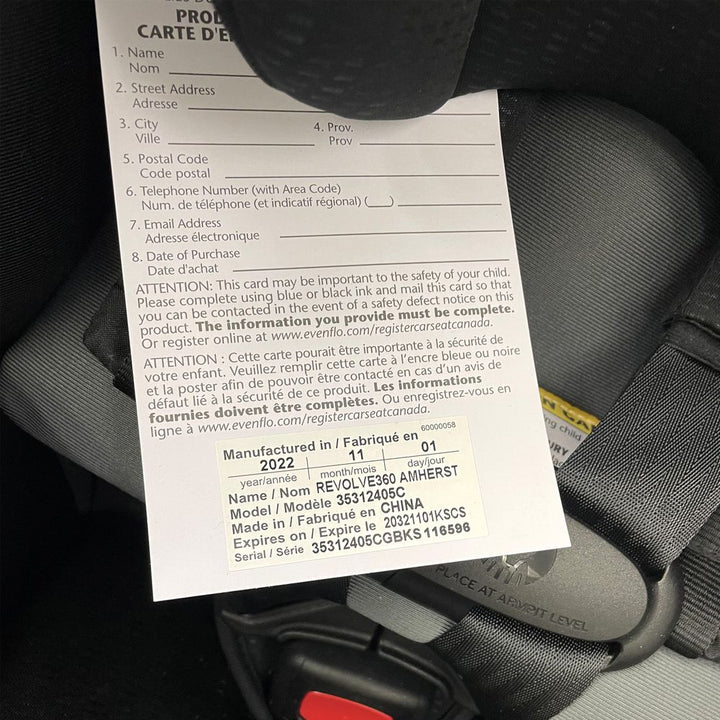 PROD
CARTE D'E
1. Name
Nom
2. Street Address
Adresse
3. City
Ville
4. Prov.
Prov
5. Postal Code
Code postal
6. Telephone Number (with Area Code)
Num. de téléphone (et indicatif régional) (__)
7. Email Address
Adresse électronique
8. Date of Purchase
Date d'achat
ATTENTION: This card may be important to the safety of your child.
Please complete using blue or black ink and mail this card so that
you can be contacted in the event of a safety defect notice on this
product. The information you provide must be complete.
Or register online at www.evenflo.com/registercarseatcanada.
ATTENTION : Cette carte pourait être importante à la sécurité de
votre enfant. Veuillez remplir cette carte à l'encre bleue ou noire
et la poster afin de pouvoir être contacté en cas d'un avis de
défaut lié à la sécurité de ce produit. Les informations
fournies doivent être complètes. Ou enregistrez-vous en
ligne à www.evenflo.com/registercarseatcanada.
60000058
Manufactured in / Fabriqué en
2022 11 01
year/année month/mois day/jour
Name / Nom REVOLVE360 AMHERST
Model / Modèle 35312405C
Made in / Fabriqué en CHINA
Expires on / Expire le 20321101KSCS
Serial / Série 35312405CGBKS116596
N CA
ng child
URY
PLACE AT ARMPIT LEVEL